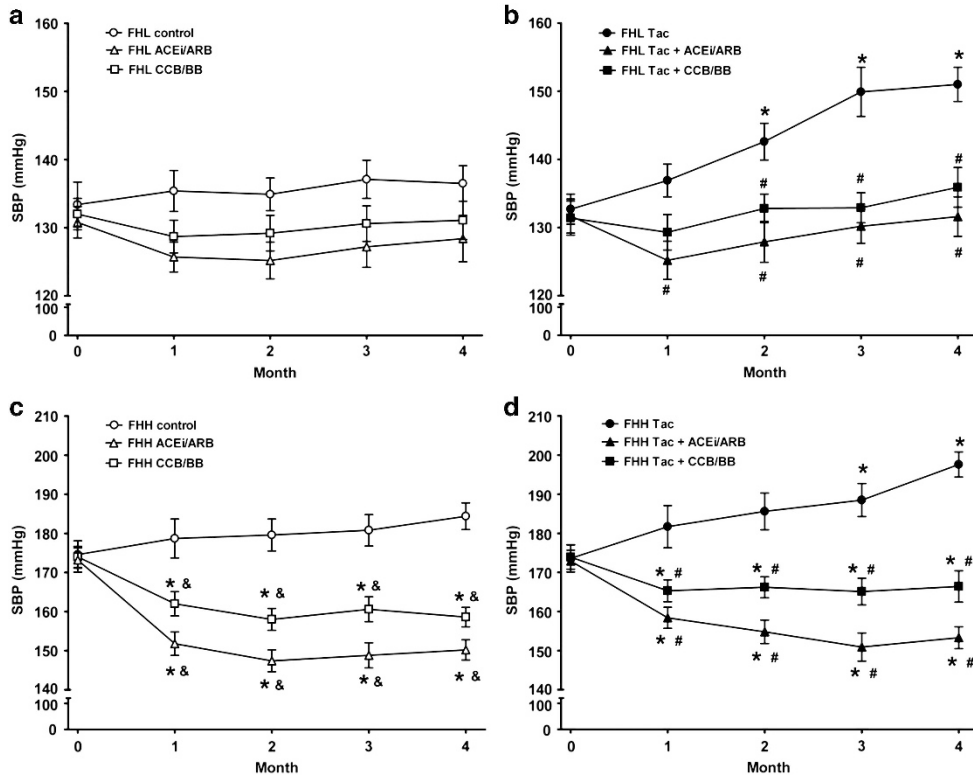 a
160
150
140
130
120
100
0
SBP (mmHg)
FHL control
FHL ACEi/ARB
FHL CCB/BB
0 1 2 3 4
Month
b
160
150
140
130
120
100
0
SBP (mmHg)
FHL Tac
FHL Tac + ACEi/ARB
FHL Tac + CCB/BB
* * *
# # #
# # # #
0 1 2 3 4
Month
c
210
200
190
180
170
160
150
140
100
0
SBP (mmHg)
FHH control
FHH ACEi/ARB
FHH CCB/BB
* & * & * & * &
* & * & * & * &
0 1 2 3 4
Month
d
210
200
190
180
170
160
150
140
100
0
SBP (mmHg)
FHH Tac
FHH Tac + ACEi/ARB
FHH Tac + CCB/BB
* *
* # * # * # * #
* # * # * # * #
0 1 2 3 4
Month